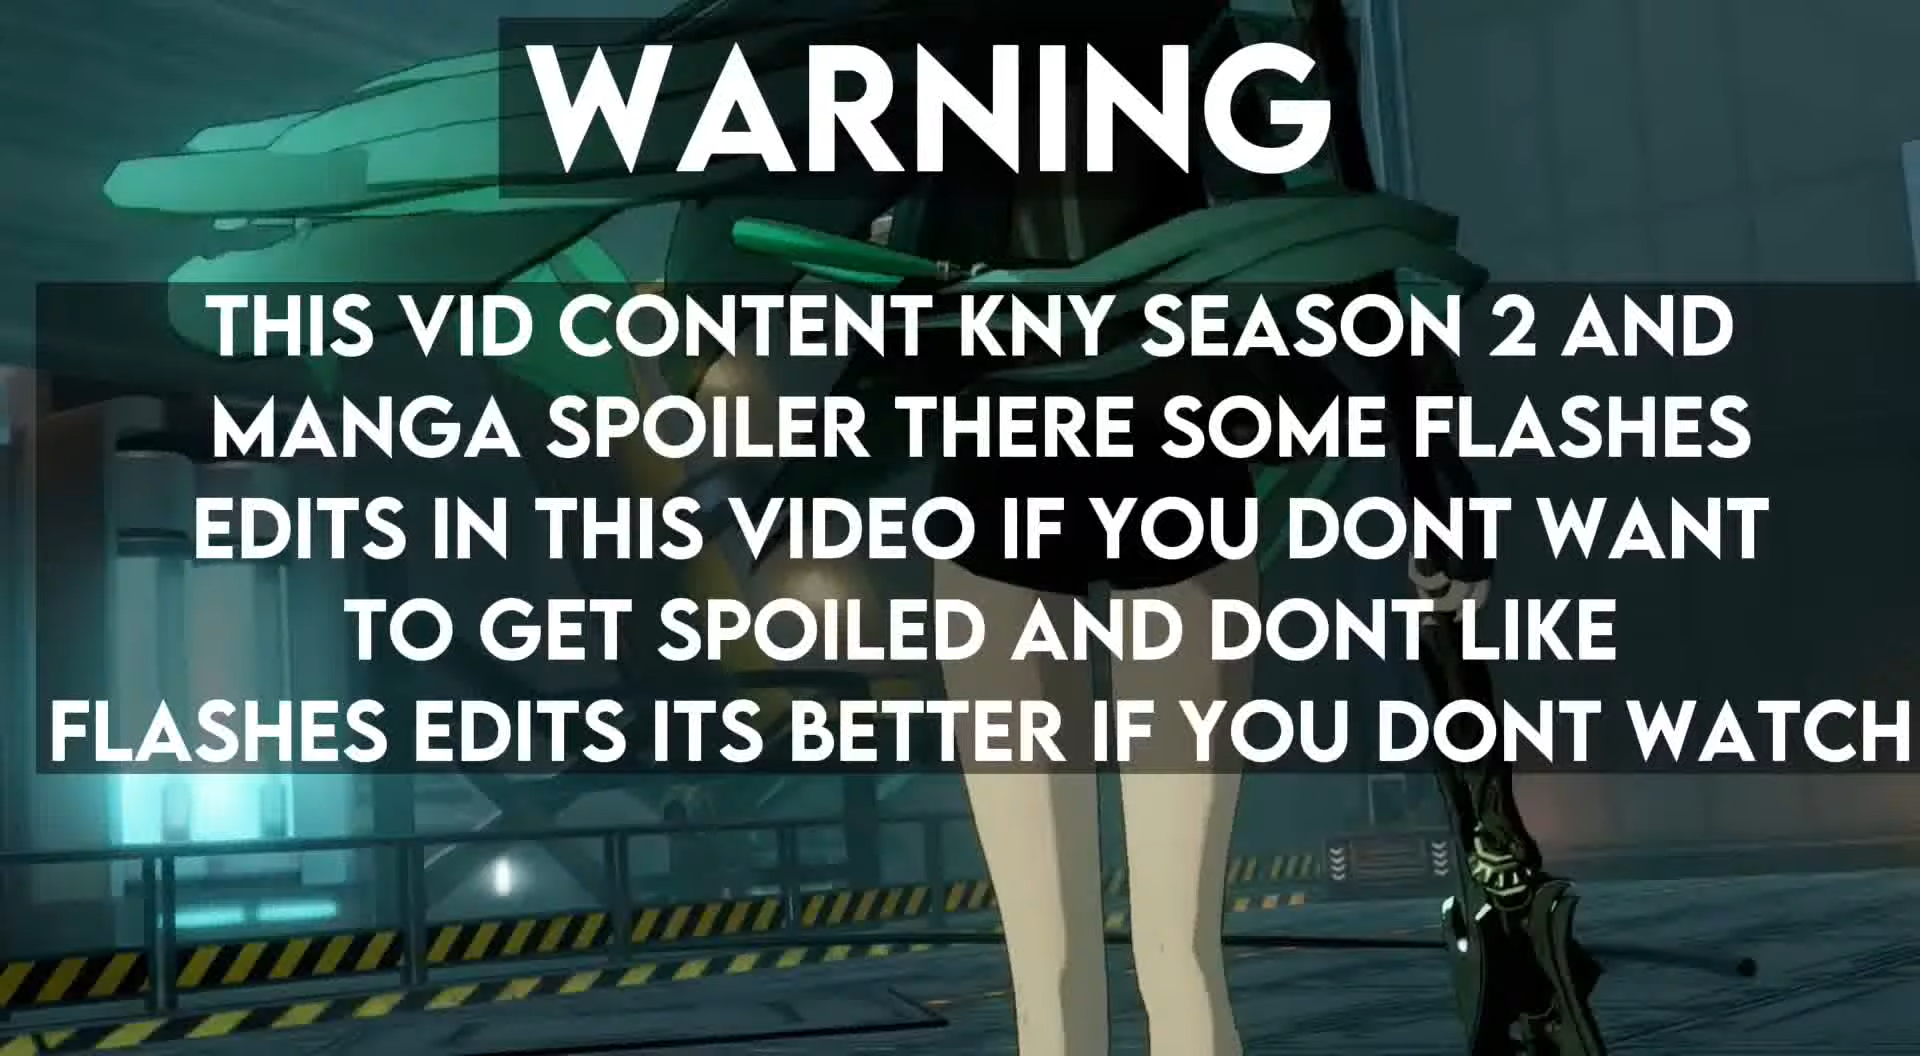 WARNING
THIS VID CONTENT KNY SEASON 2 AND
MANGA SPOILER THERE SOME FLASHES
EDITS IN THIS VIDEO IF YOU DONT WANT
TO GET SPOILED AND DONT LIKE
FLASHES EDITS ITS BETTER IF YOU DONT WATCH